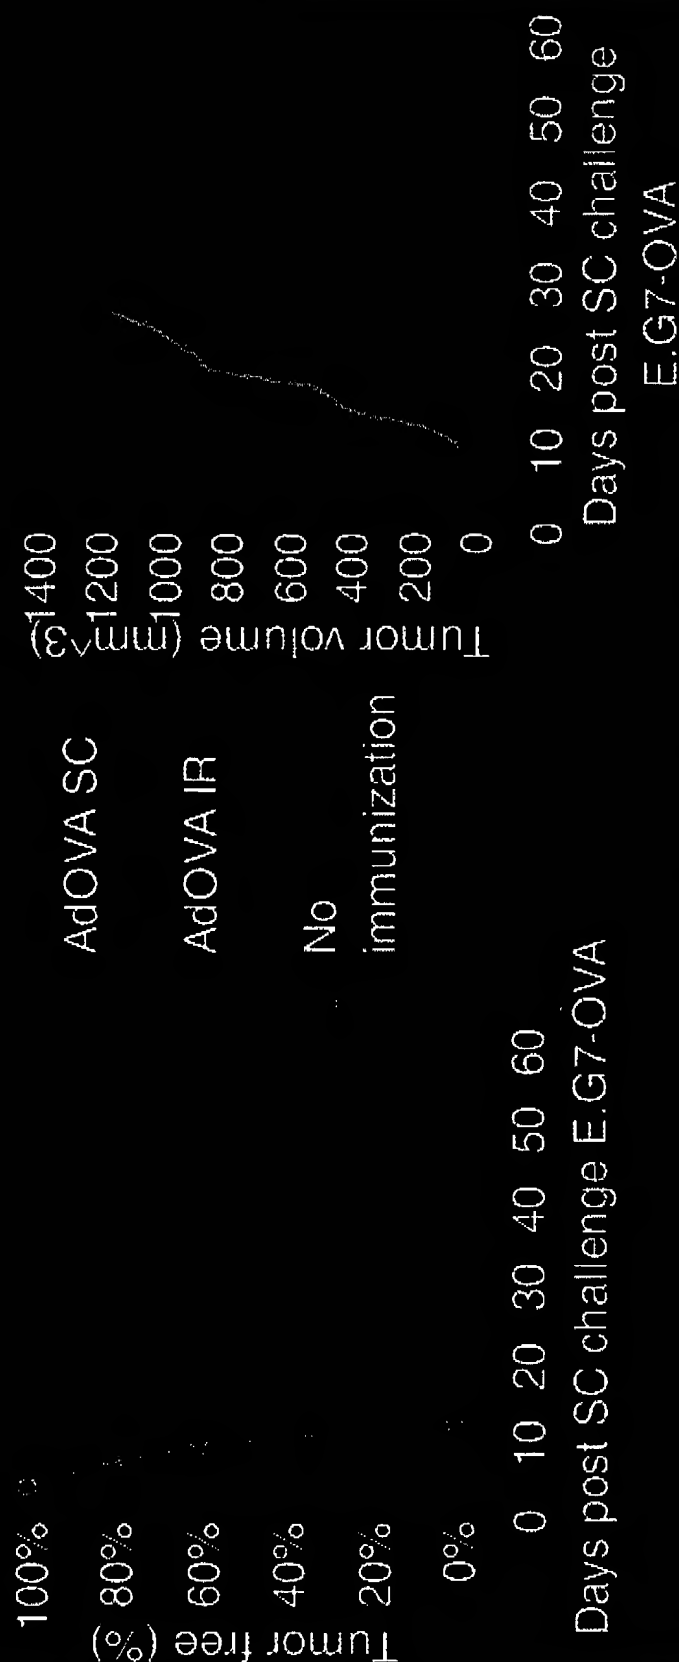 Tumor free (%)
100%
80%
60%
40%
20%
0%
0 10 20 30 40 50 60
Days post SC challenge E.G7-OVA
AdOVA SC
AdOVA IR
No
immunization
Tumor volume (mm^3)
1400
1200
1000
800
600
400
200
0
0 10 20 30 40 50 60
Days post SC challenge
E.G7-OVA